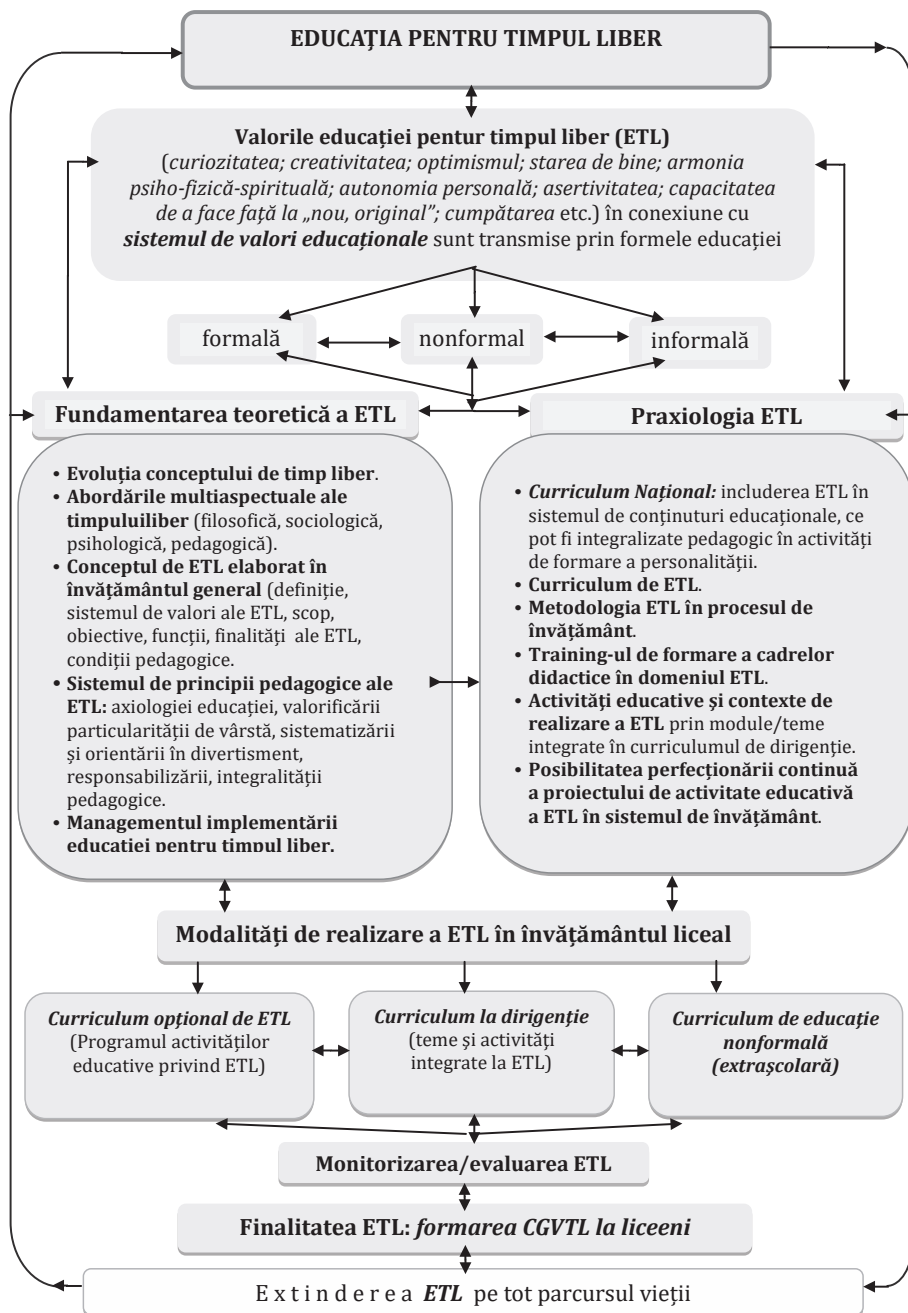 EDUCAȚIA PENTRU TIMPUL LIBER
Valorile educației pentur timpul liber (ETL)
(curiozitatea; creativitatea; optimismul; starea de bine; armonia
psiho-fizică-spirituală; autonomia personală; asertivitatea; capacitatea
de a face față la „nou, original”; cumpătarea etc.) în conexiune cu
sistemul de valori educaționale sunt transmise prin formele educației
formală
nonformal
informală
Fundamentarea teoretică a ETL
• Evoluția conceptului de timp liber.
• Abordările multiaspectuale ale
timpuluiliber (filosofică, sociologică,
psihologică, pedagogică).
• Conceptul de ETL elaborat în
învățământul general (definiție,
sistemul de valori ale ETL, scop,
obiective, funcții, finalități ale ETL,
condiții pedagogice.
• Sistemul de principii pedagogice ale
ETL: axiologiei educației, valorificării
particularității de vârstă, sistematizării
și orientării în divertisment,
responsabilizării, integralității
pedagogice.
• Managementul implementării
educației pentru timpul liber.
Praxiologia ETL
• Curriculum Național: includerea ETL în
sistemul de conținuturi educaționale, ce
pot fi integralizate pedagogic în activități
de formare a personalității.
• Curriculum de ETL.
• Metodologia ETL în procesul de
învățământ.
• Training-ul de formare a cadrelor
didactice în domeniul ETL.
• Activități educative și contexte de
realizare a ETL prin module/teme
integrate în curriculumul de dirigenție.
• Posibilitatea perfecționării continuă
a proiectului de activitate educativă
a ETL în sistemul de învățământ.
Modalități de realizare a ETL în învățământul liceal
Curriculum opțional de ETL
(Programul activităților
educative privind ETL)
Curriculum la dirigenție
(teme și activități
integrate la ETL)
Curriculum de educație
nonformală
(extrașcolară)
Monitorizarea/evaluarea ETL
Finalitatea ETL: formarea CGVTL la liceeni
E x t i n d e r e a ETL pe tot parcursul vieții